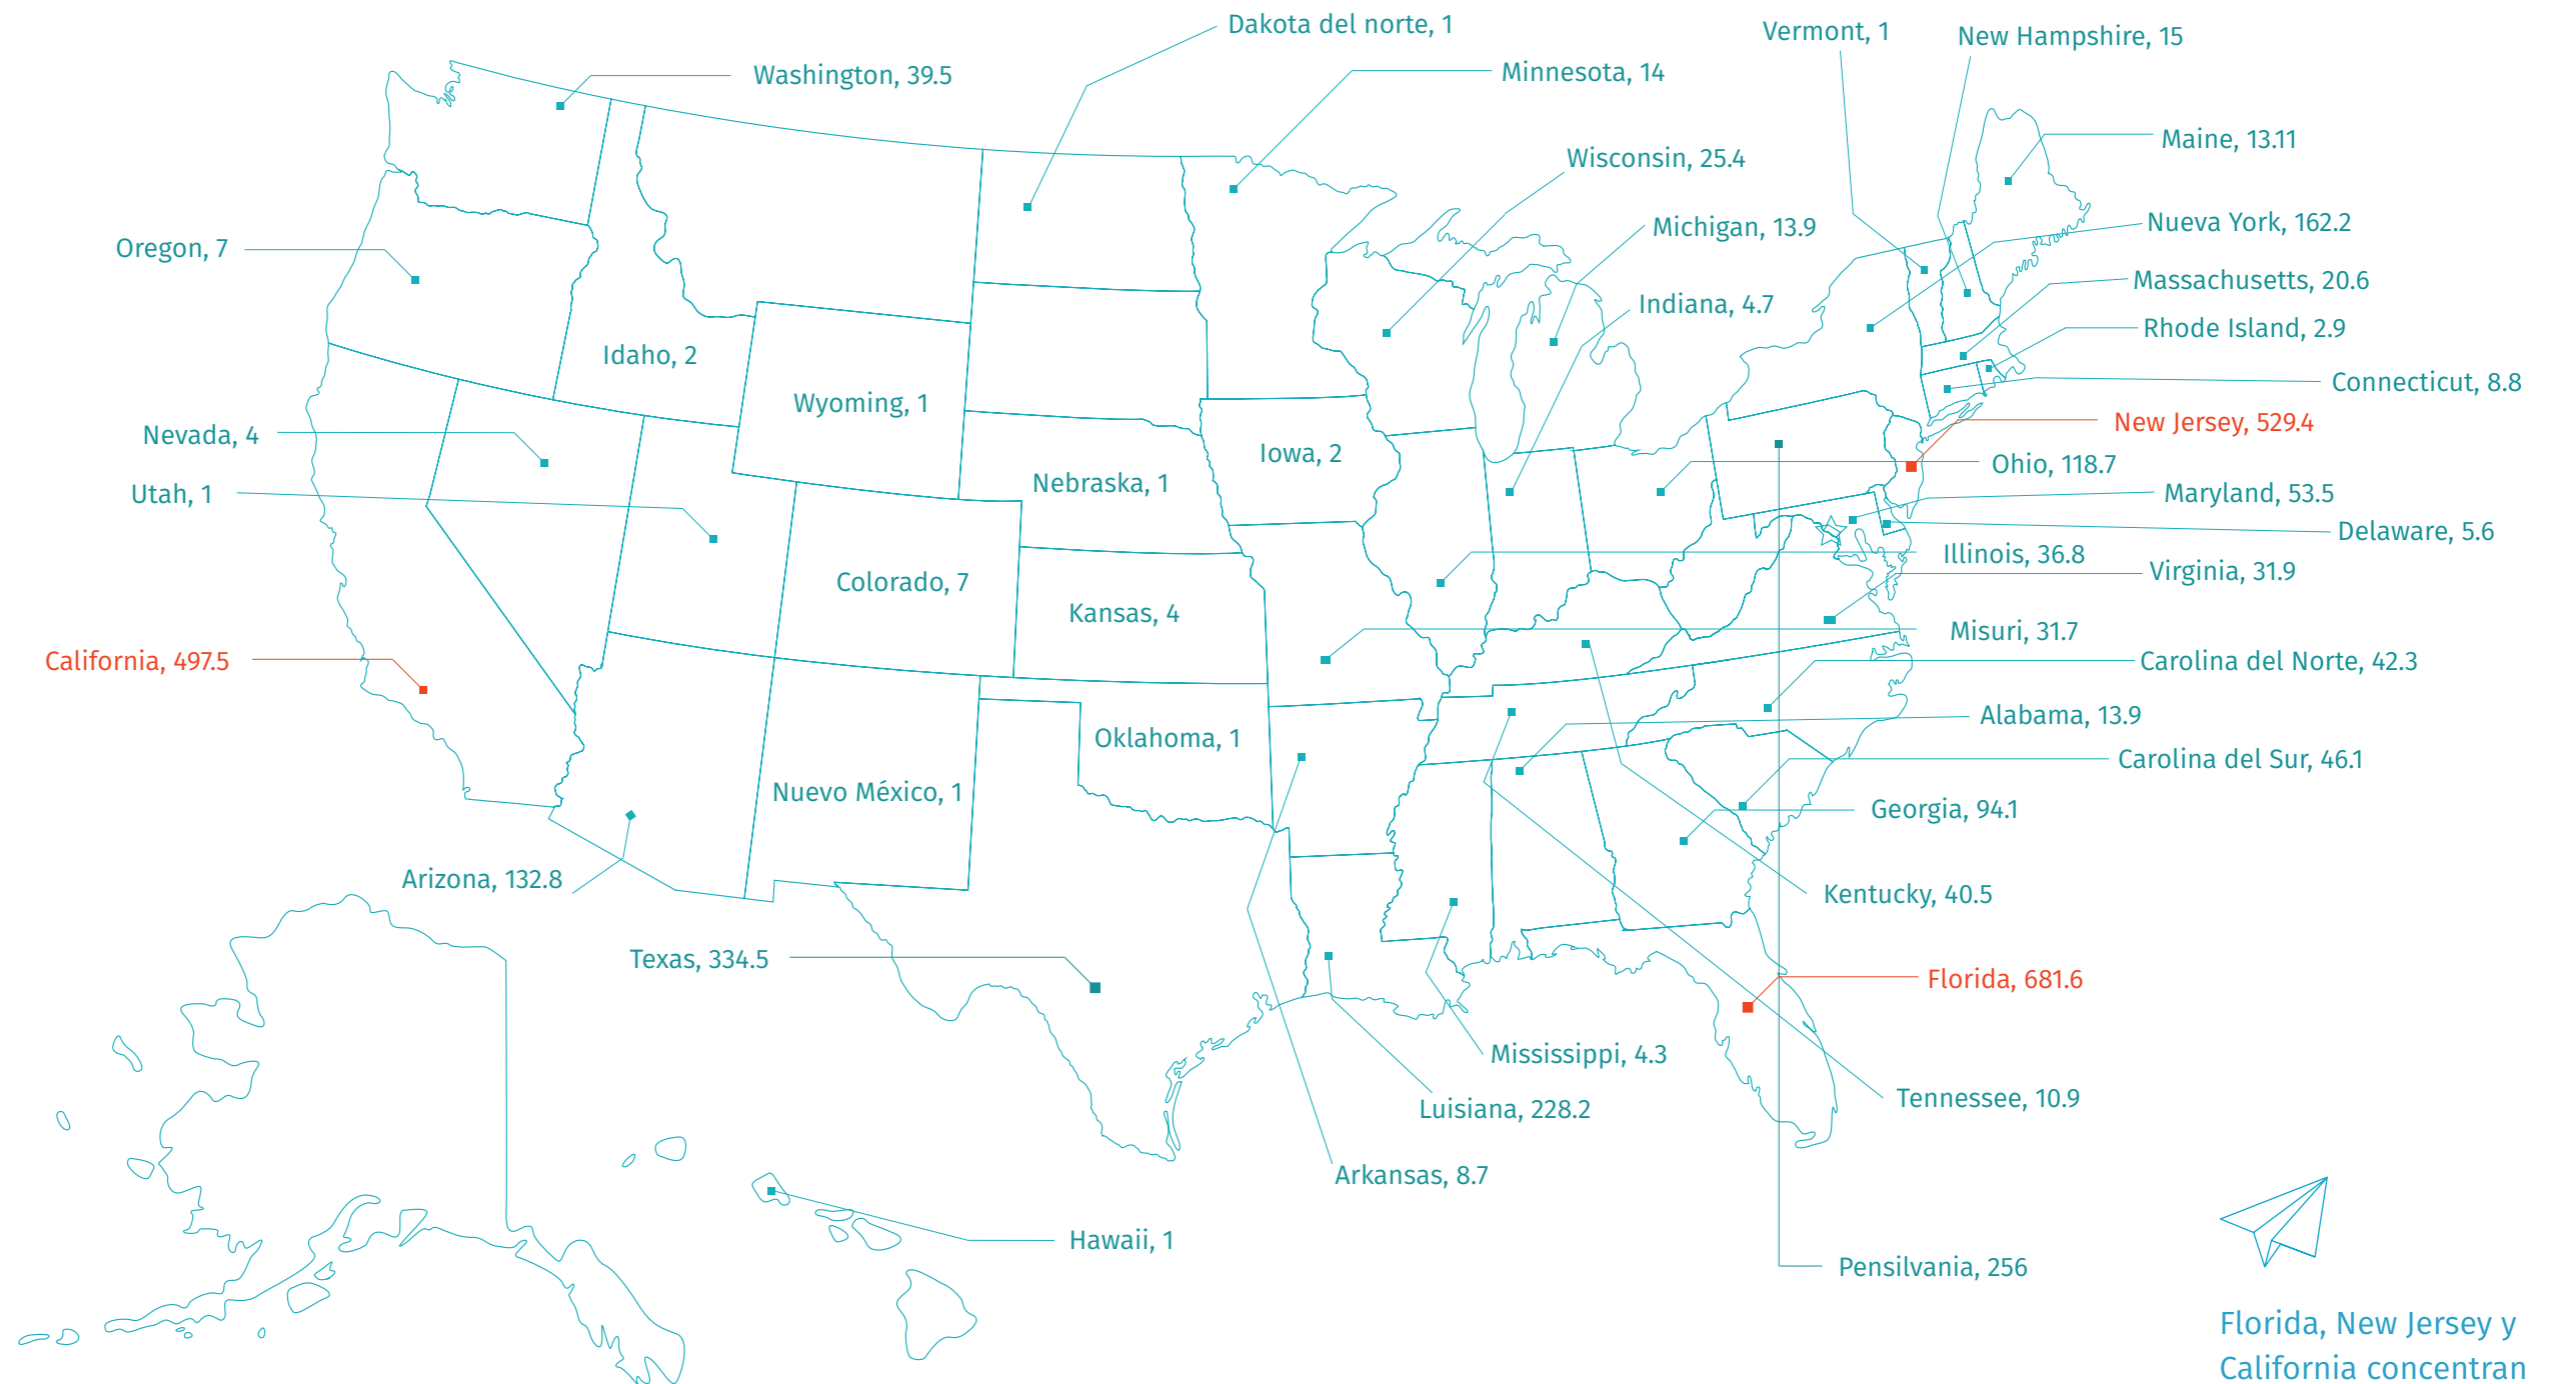 Dakota del norte, 1
Vermont, 1
New Hampshire, 15
Washington, 39.5
Minnesota, 14
Maine, 13.11
Wisconsin, 25.4
Nueva York, 162.2
Michigan, 13.9
Oregon, 7
Massachusetts, 20.6
Indiana, 4.7
Rhode Island, 2.9
Idaho, 2
Connecticut, 8.8
Wyoming, 1
New Jersey, 529.4
Nevada, 4
Iowa, 2
Ohio, 118.7
Nebraska, 1
Utah, 1
Maryland, 53.5
Delaware, 5.6
Illinois, 36.8
Virginia, 31.9
Colorado, 7
Kansas, 4
Misuri, 31.7
California, 497.5
Carolina del Norte, 42.3
Alabama, 13.9
Oklahoma, 1
Carolina del Sur, 46.1
Nuevo México, 1
Georgia, 94.1
Arizona, 132.8
Kentucky, 40.5
Texas, 334.5
Florida, 681.6
Mississippi, 4.3
Tennessee, 10.9
Luisiana, 228.2
Arkansas, 8.7
Hawaii, 1
Pensilvania, 256
Florida, New Jersey y
California concentran